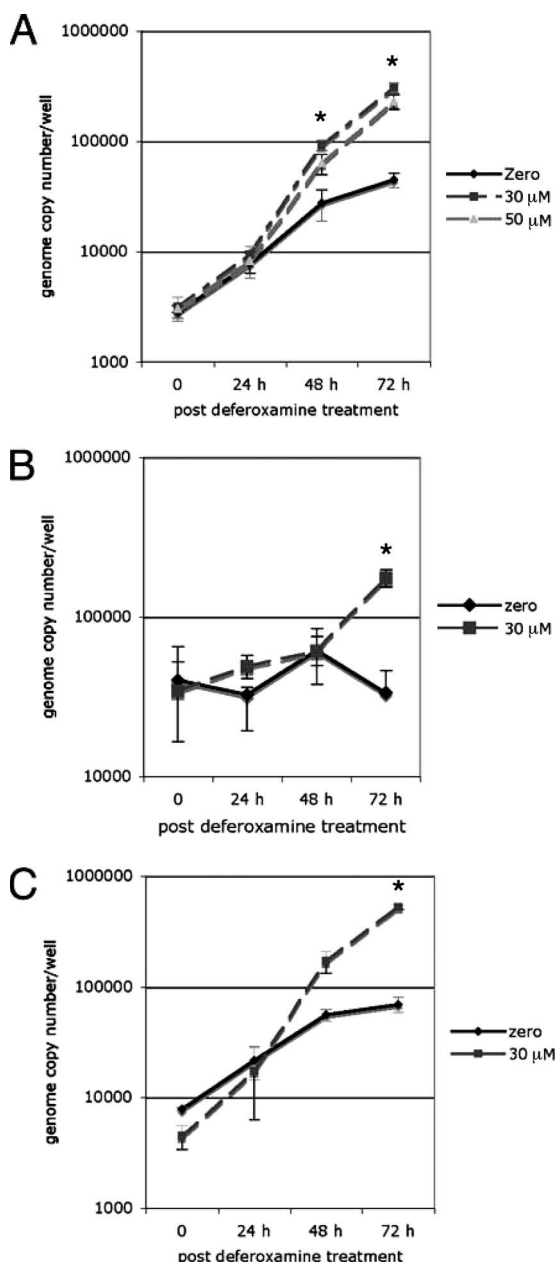 A
1000000
*
*
100000
genome copy number/well
10000
1000
0 24 h 48 h 72 h
post deferoxamine treatment
Zero
30 µM
50 µM
B
1000000
*
100000
genome copy number/well
10000
0 24 h 48 h 72 h
post deferoxamine treatment
zero
30 µM
C
1000000
*
100000
genome copy number/well
10000
1000
0 24 h 48 h 72 h
post deferoxamine treatment
zero
30 µM